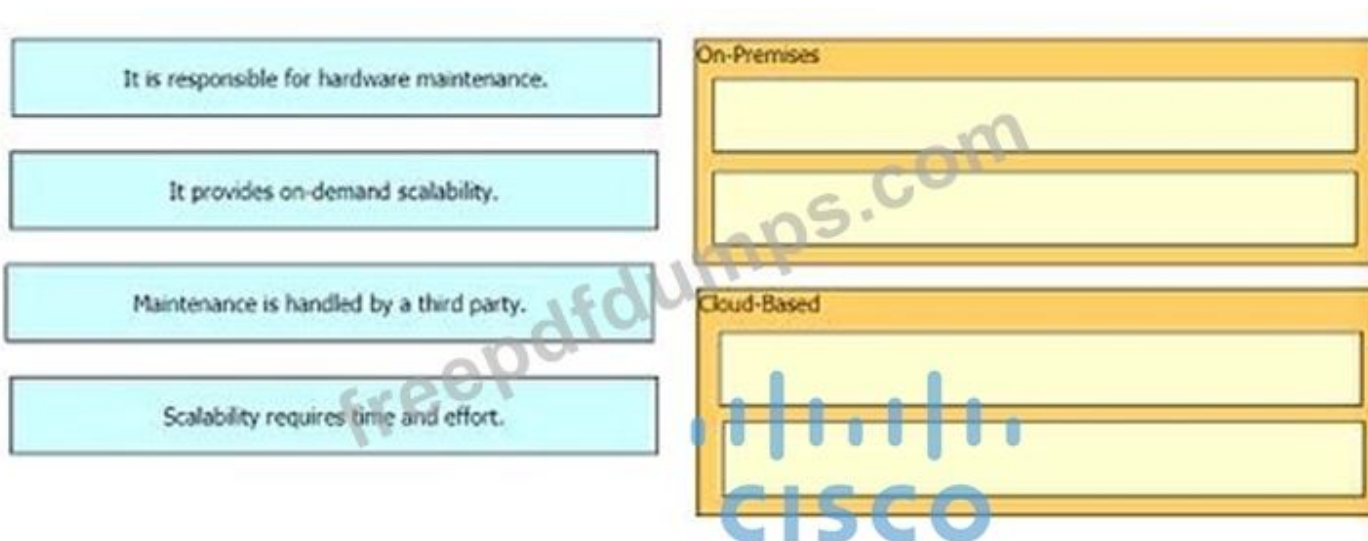 It is responsible for hardware maintenance.
It provides on-demand scalability.
Maintenance is handled by a third party.
Scalability requires time and effort.
On-Premises
Cloud-Based
freepdfdumps.com
CISCO